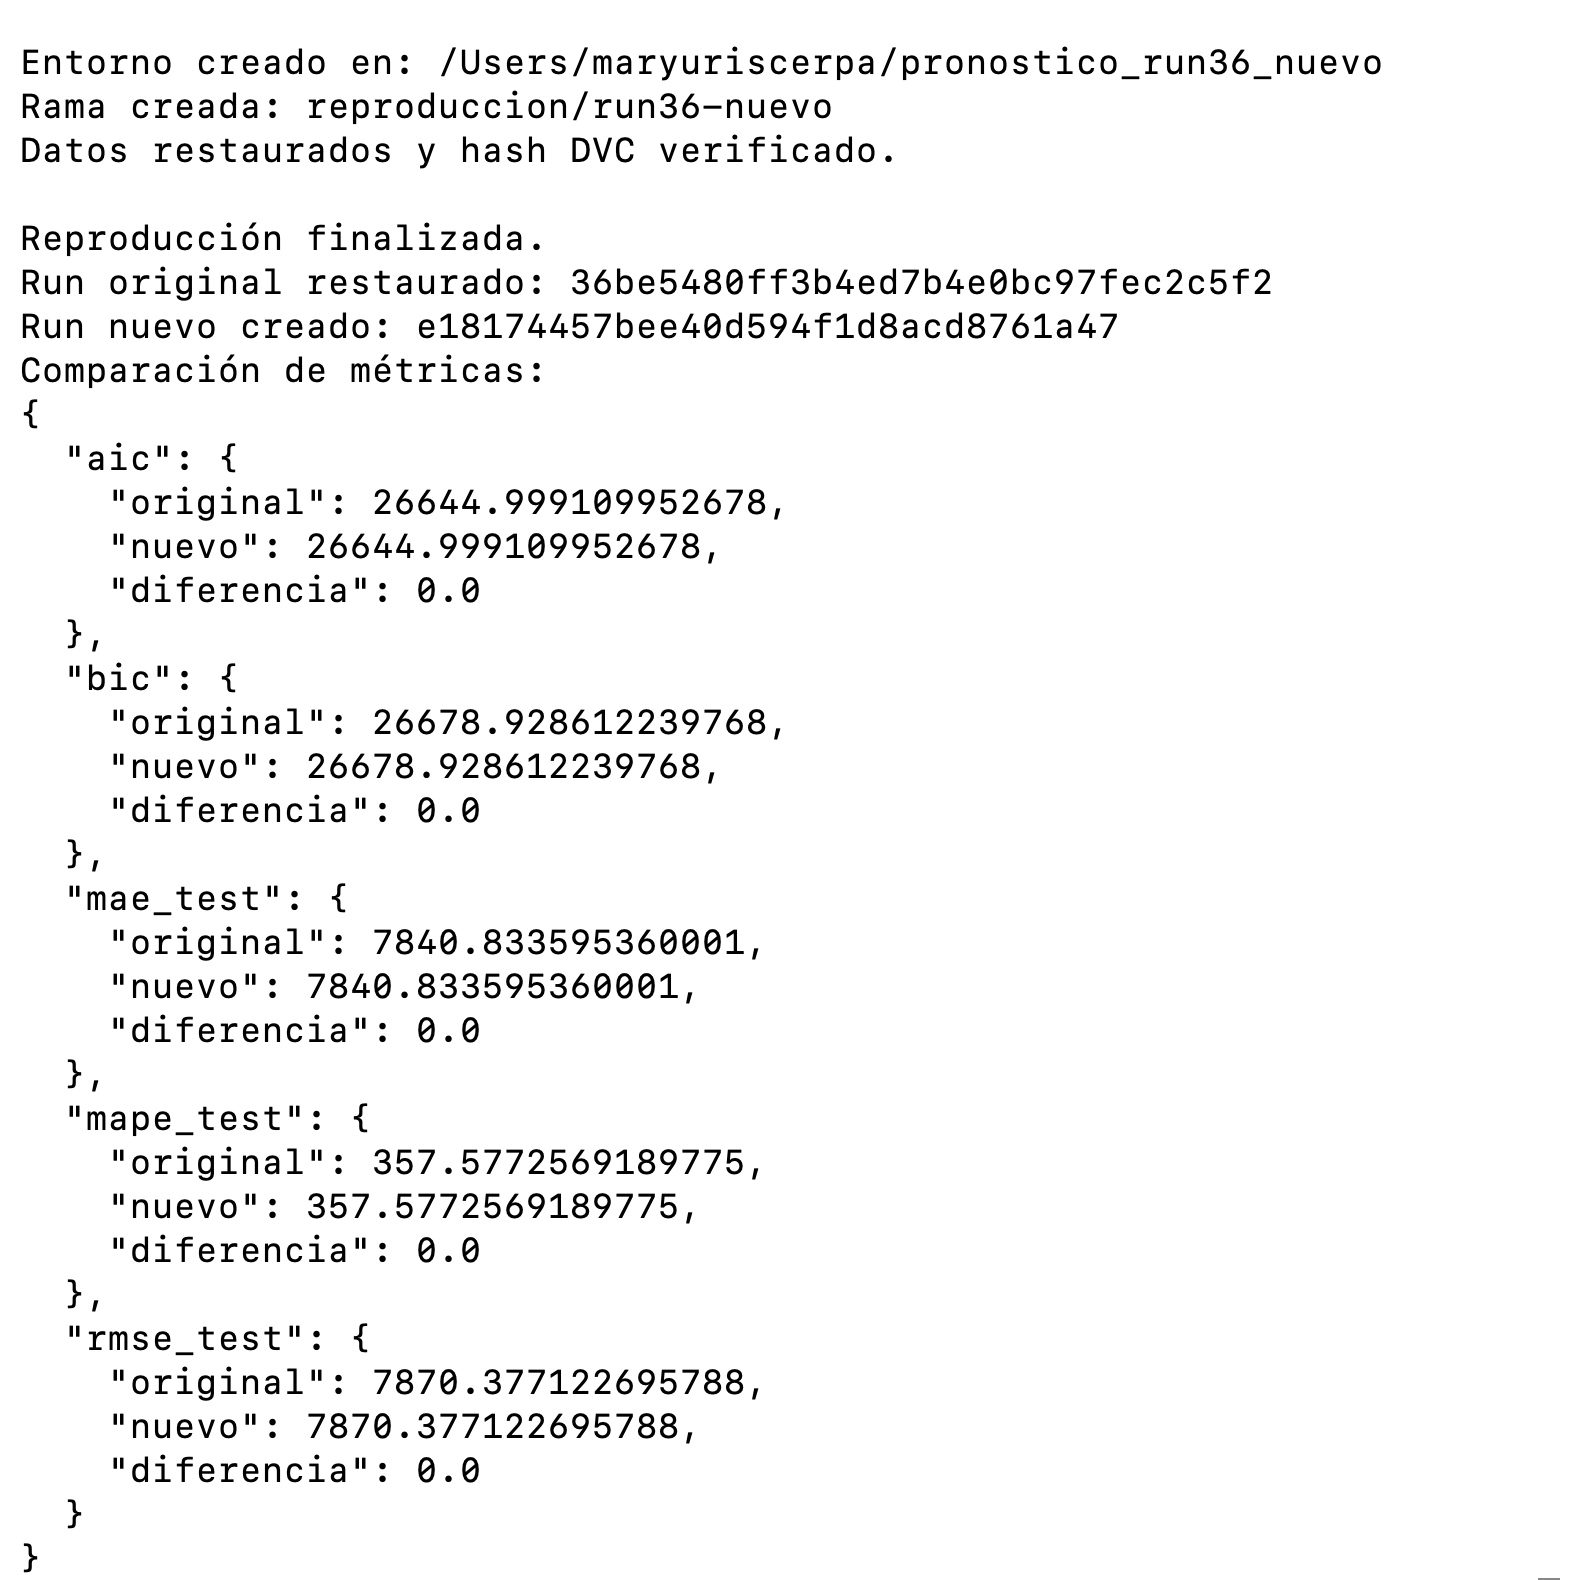 Entorno creado en: /Users/maryuriscerpa/pronostico_run36_nuevo
Rama creada: reproduccion/run36-nuevo
Datos restaurados y hash DVC verificado.

Reproducción finalizada.
Run original restaurado: 36be5480ff3b4ed7b4e0bc97fec2c5f2
Run nuevo creado: e18174457bee40d594f1d8acd8761a47
Comparación de métricas:
{
  "aic": {
    "original": 26644.999109952678,
    "nuevo": 26644.999109952678,
    "diferencia": 0.0
  },
  "bic": {
    "original": 26678.928612239768,
    "nuevo": 26678.928612239768,
    "diferencia": 0.0
  },
  "mae_test": {
    "original": 7840.833595360001,
    "nuevo": 7840.833595360001,
    "diferencia": 0.0
  },
  "mape_test": {
    "original": 357.5772569189775,
    "nuevo": 357.5772569189775,
    "diferencia": 0.0
  },
  "rmse_test": {
    "original": 7870.377122695788,
    "nuevo": 7870.377122695788,
    "diferencia": 0.0
  }
}